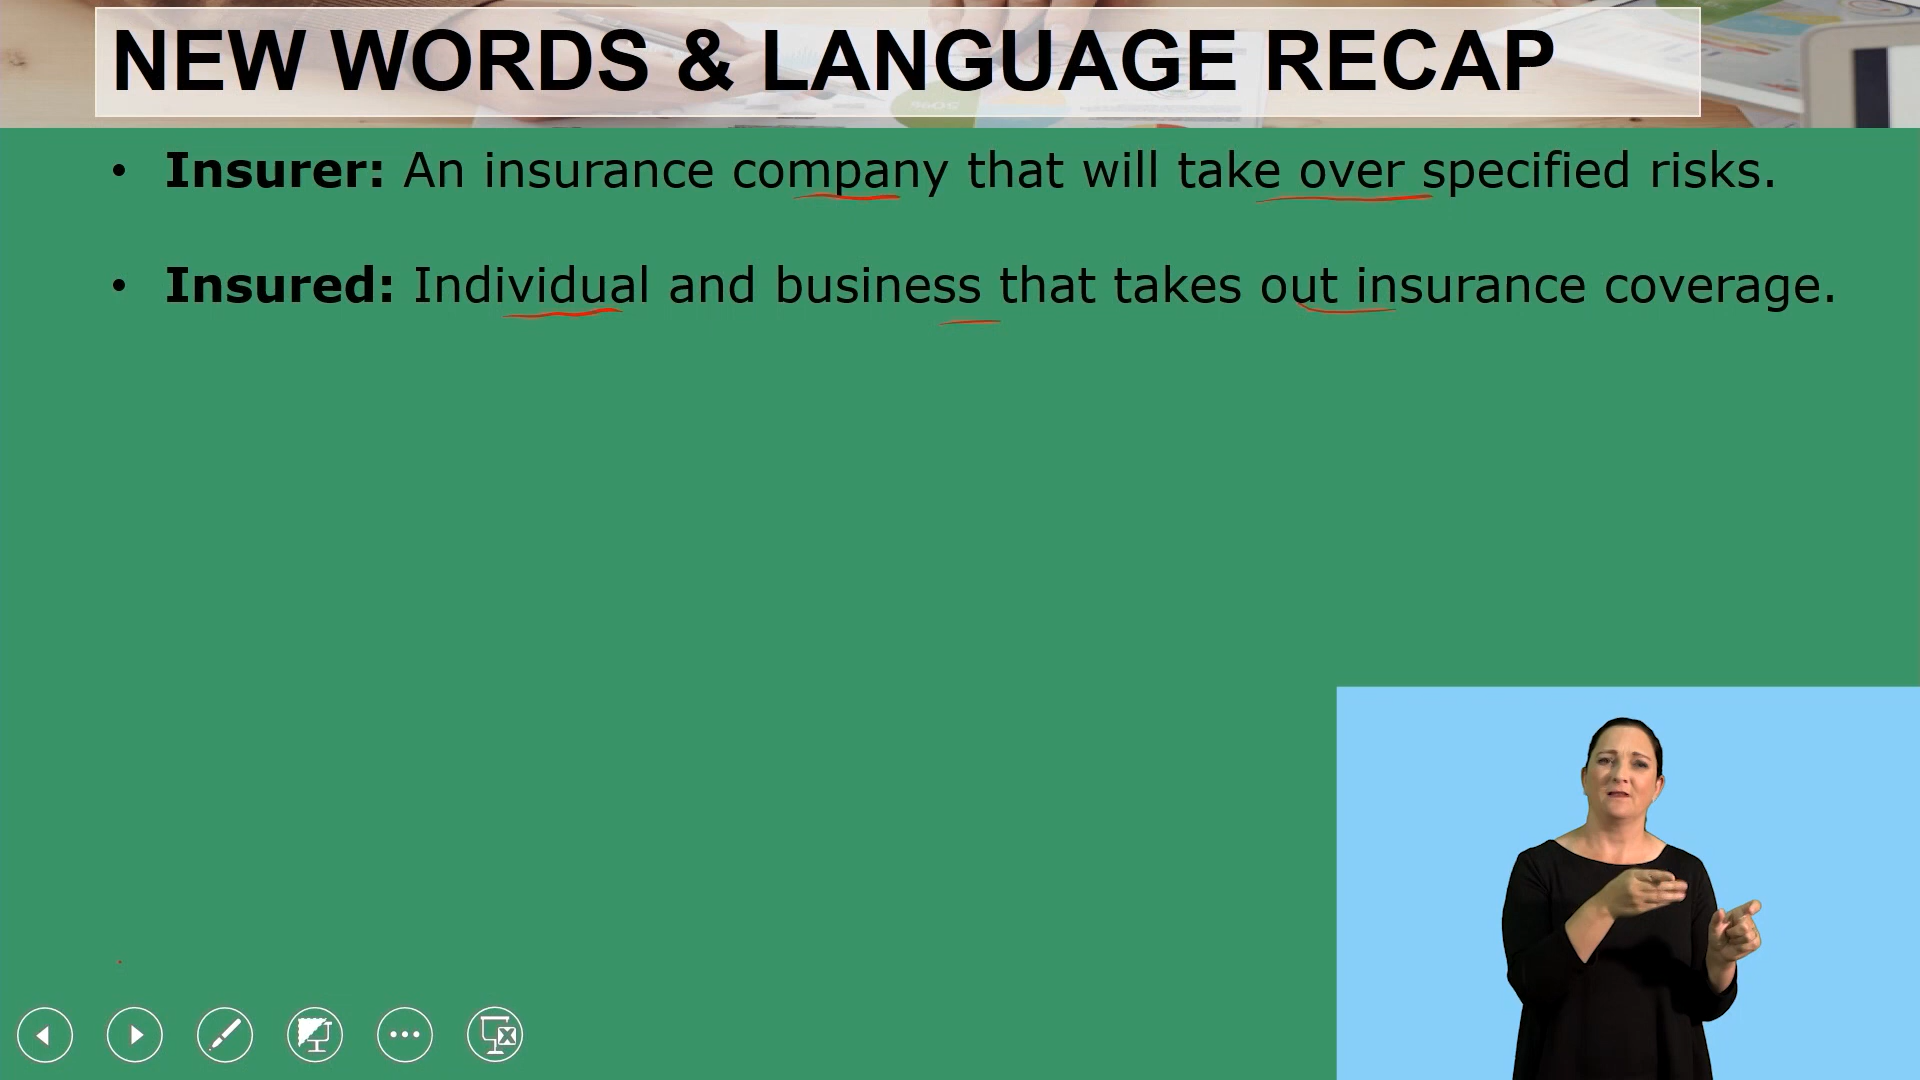 NEW WORDS & LANGUAGE RECAP
• Insurer: An insurance company that will take over specified risks.
• Insured: Individual and business that takes out insurance coverage.